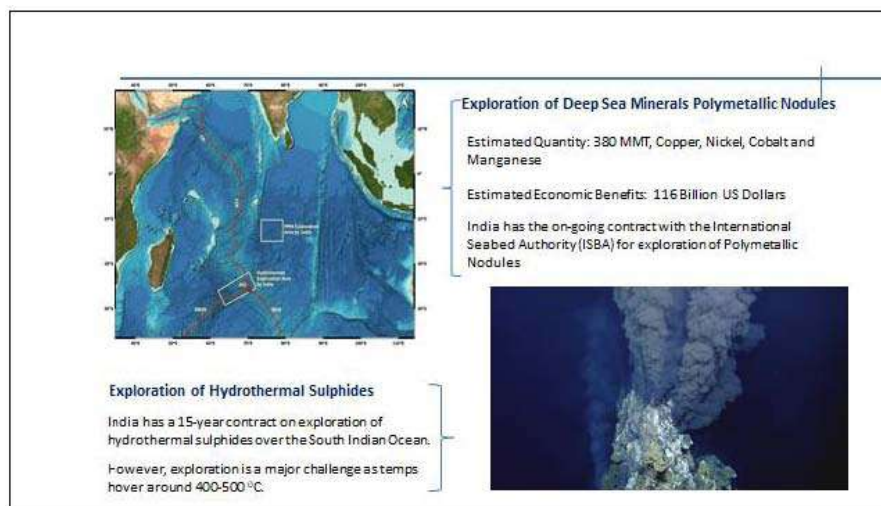 Exploration of Deep Sea Minerals Polymetallic Nodules
Estimated Quantity: 380 MMT, Copper, Nickel, Cobalt and
Manganese
Estimated Economic Benefits: 116 Billion US Dollars
India has the on-going contract with the International
Seabed Authority (ISBA) for exploration of Polymetallic
Nodules
Exploration of Hydrothermal Sulphides
India has a 15-year contract on exploration of
hydrothermal sulphides over the South Indian Ocean.
However, exploration is a major challenge as temps
hover around 400-500 °C.